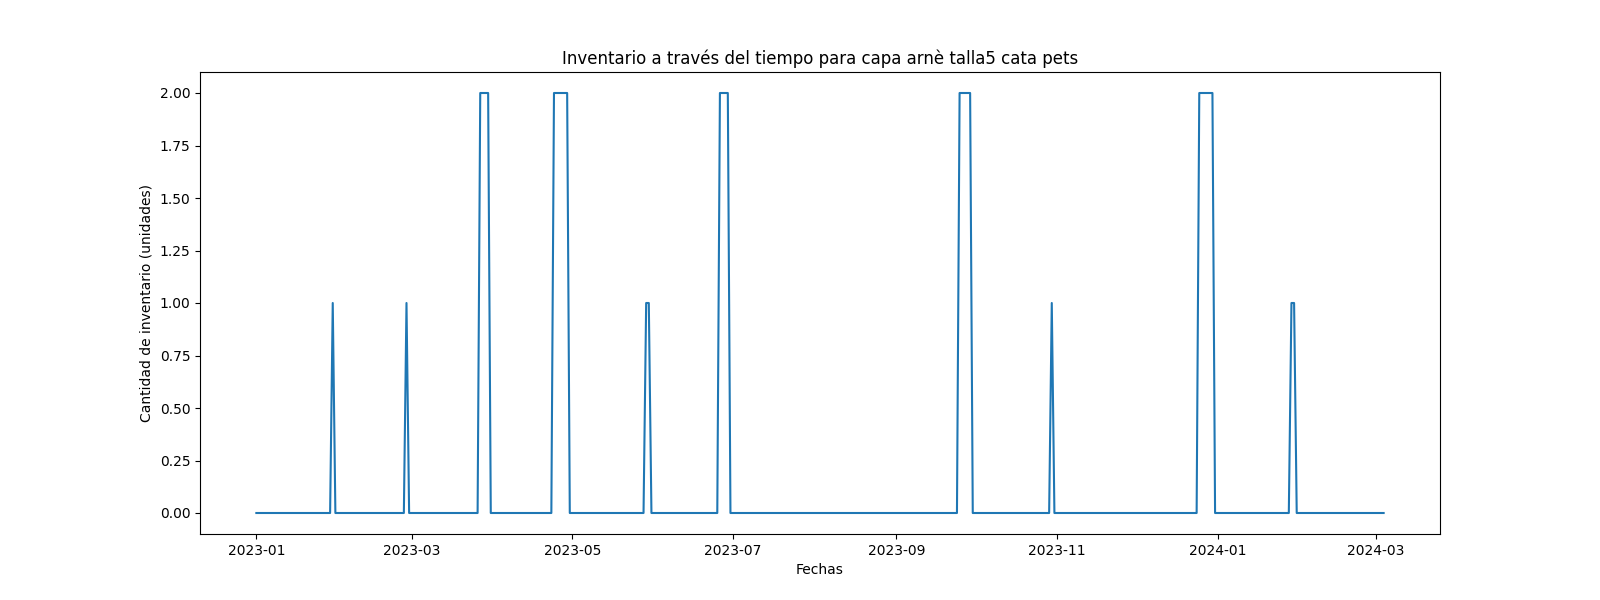 Inventario a través del tiempo para capa arnè talla5 cata pets
Cantidad de inventario (unidades)
2.00
1.75
1.50
1.25
1.00
0.75
0.50
0.25
0.00
2023-01 2023-03 2023-05 2023-07 2023-09 2023-11 2024-01 2024-03
Fechas